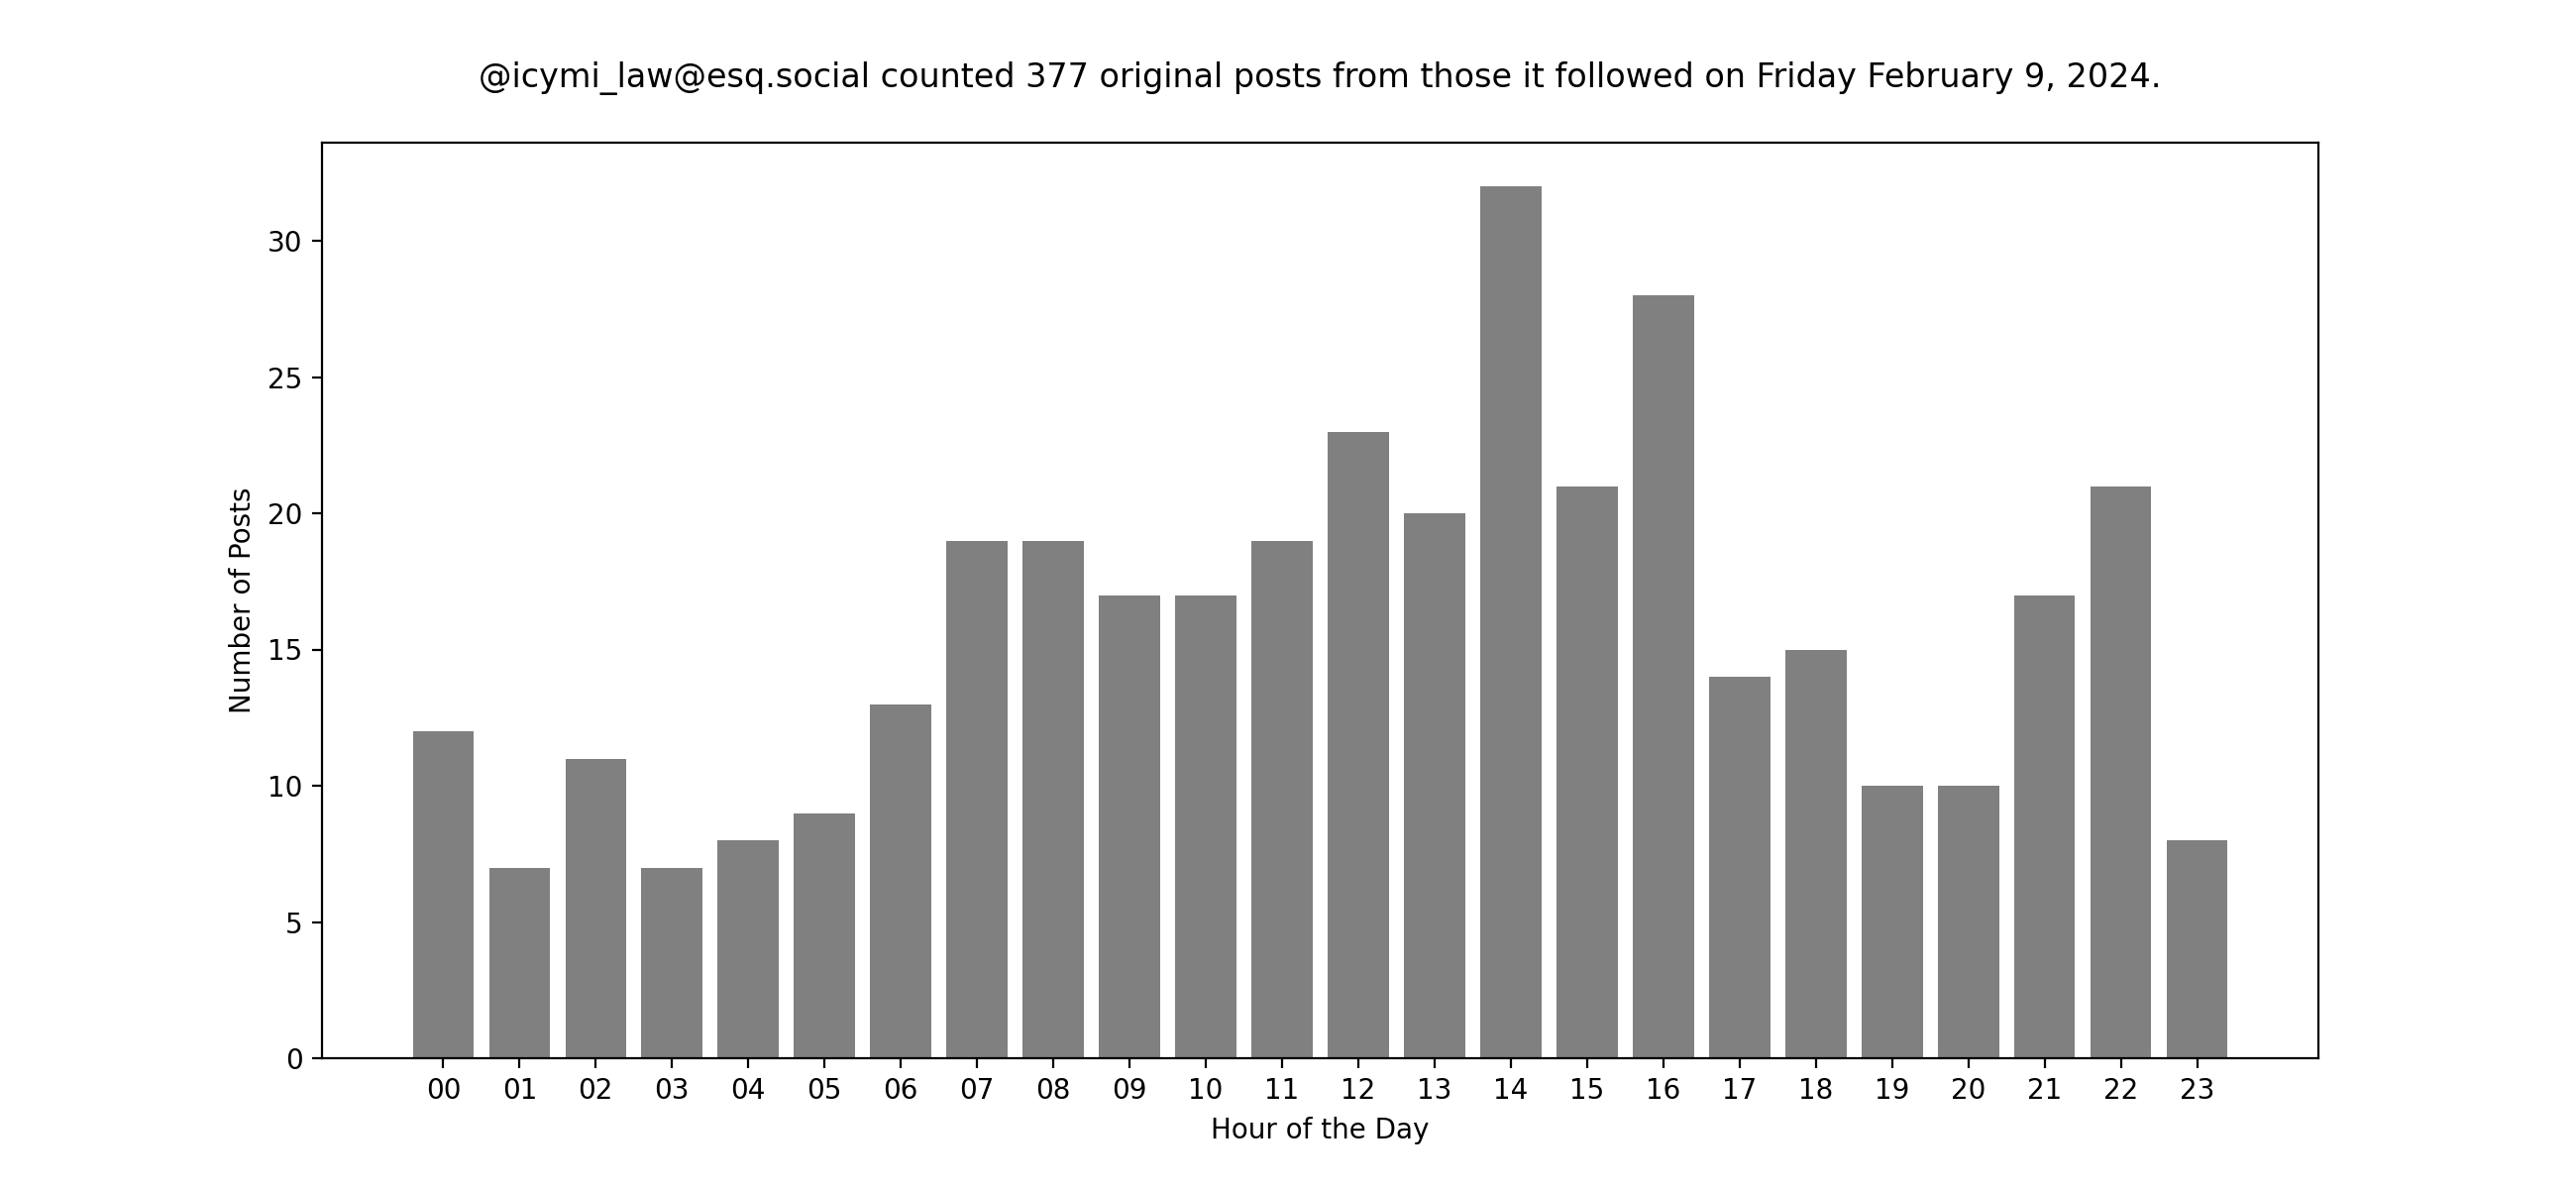 @icymi_law@esq.social counted 377 original posts from those it followed on Friday February 9, 2024.
30
25
20
15
10
5
0
Number of Posts
00 01 02 03 04 05 06 07 08 09 10 11 12 13 14 15 16 17 18 19 20 21 22 23
Hour of the Day